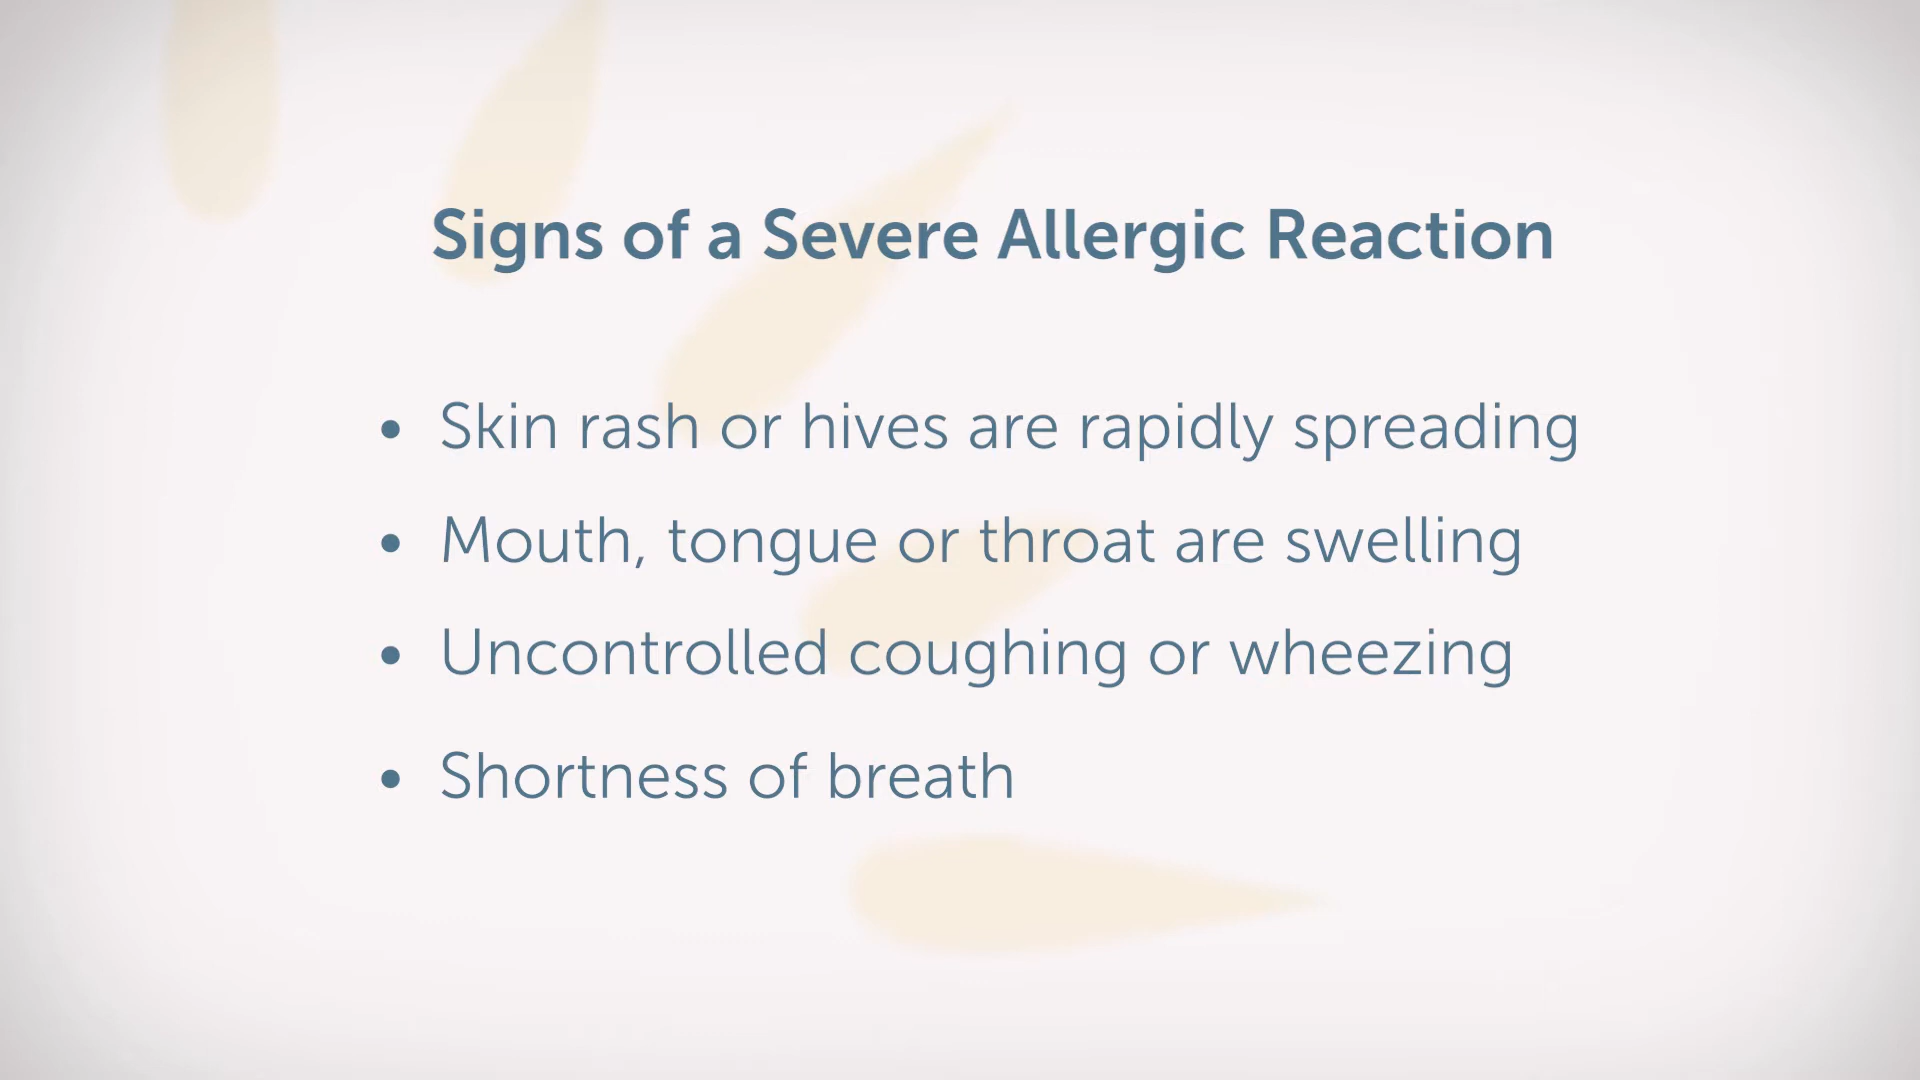 Signs of a Severe Allergic Reaction
• Skin rash or hives are rapidly spreading
• Mouth, tongue or throat are swelling
• Uncontrolled coughing or wheezing
• Shortness of breath